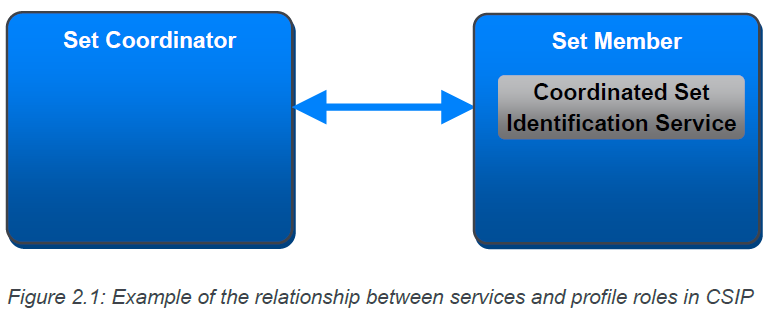 Set Coordinator
Set Member
Coordinated Set
Identification Service
Figure 2.1: Example of the relationship between services and profile roles in CSIP